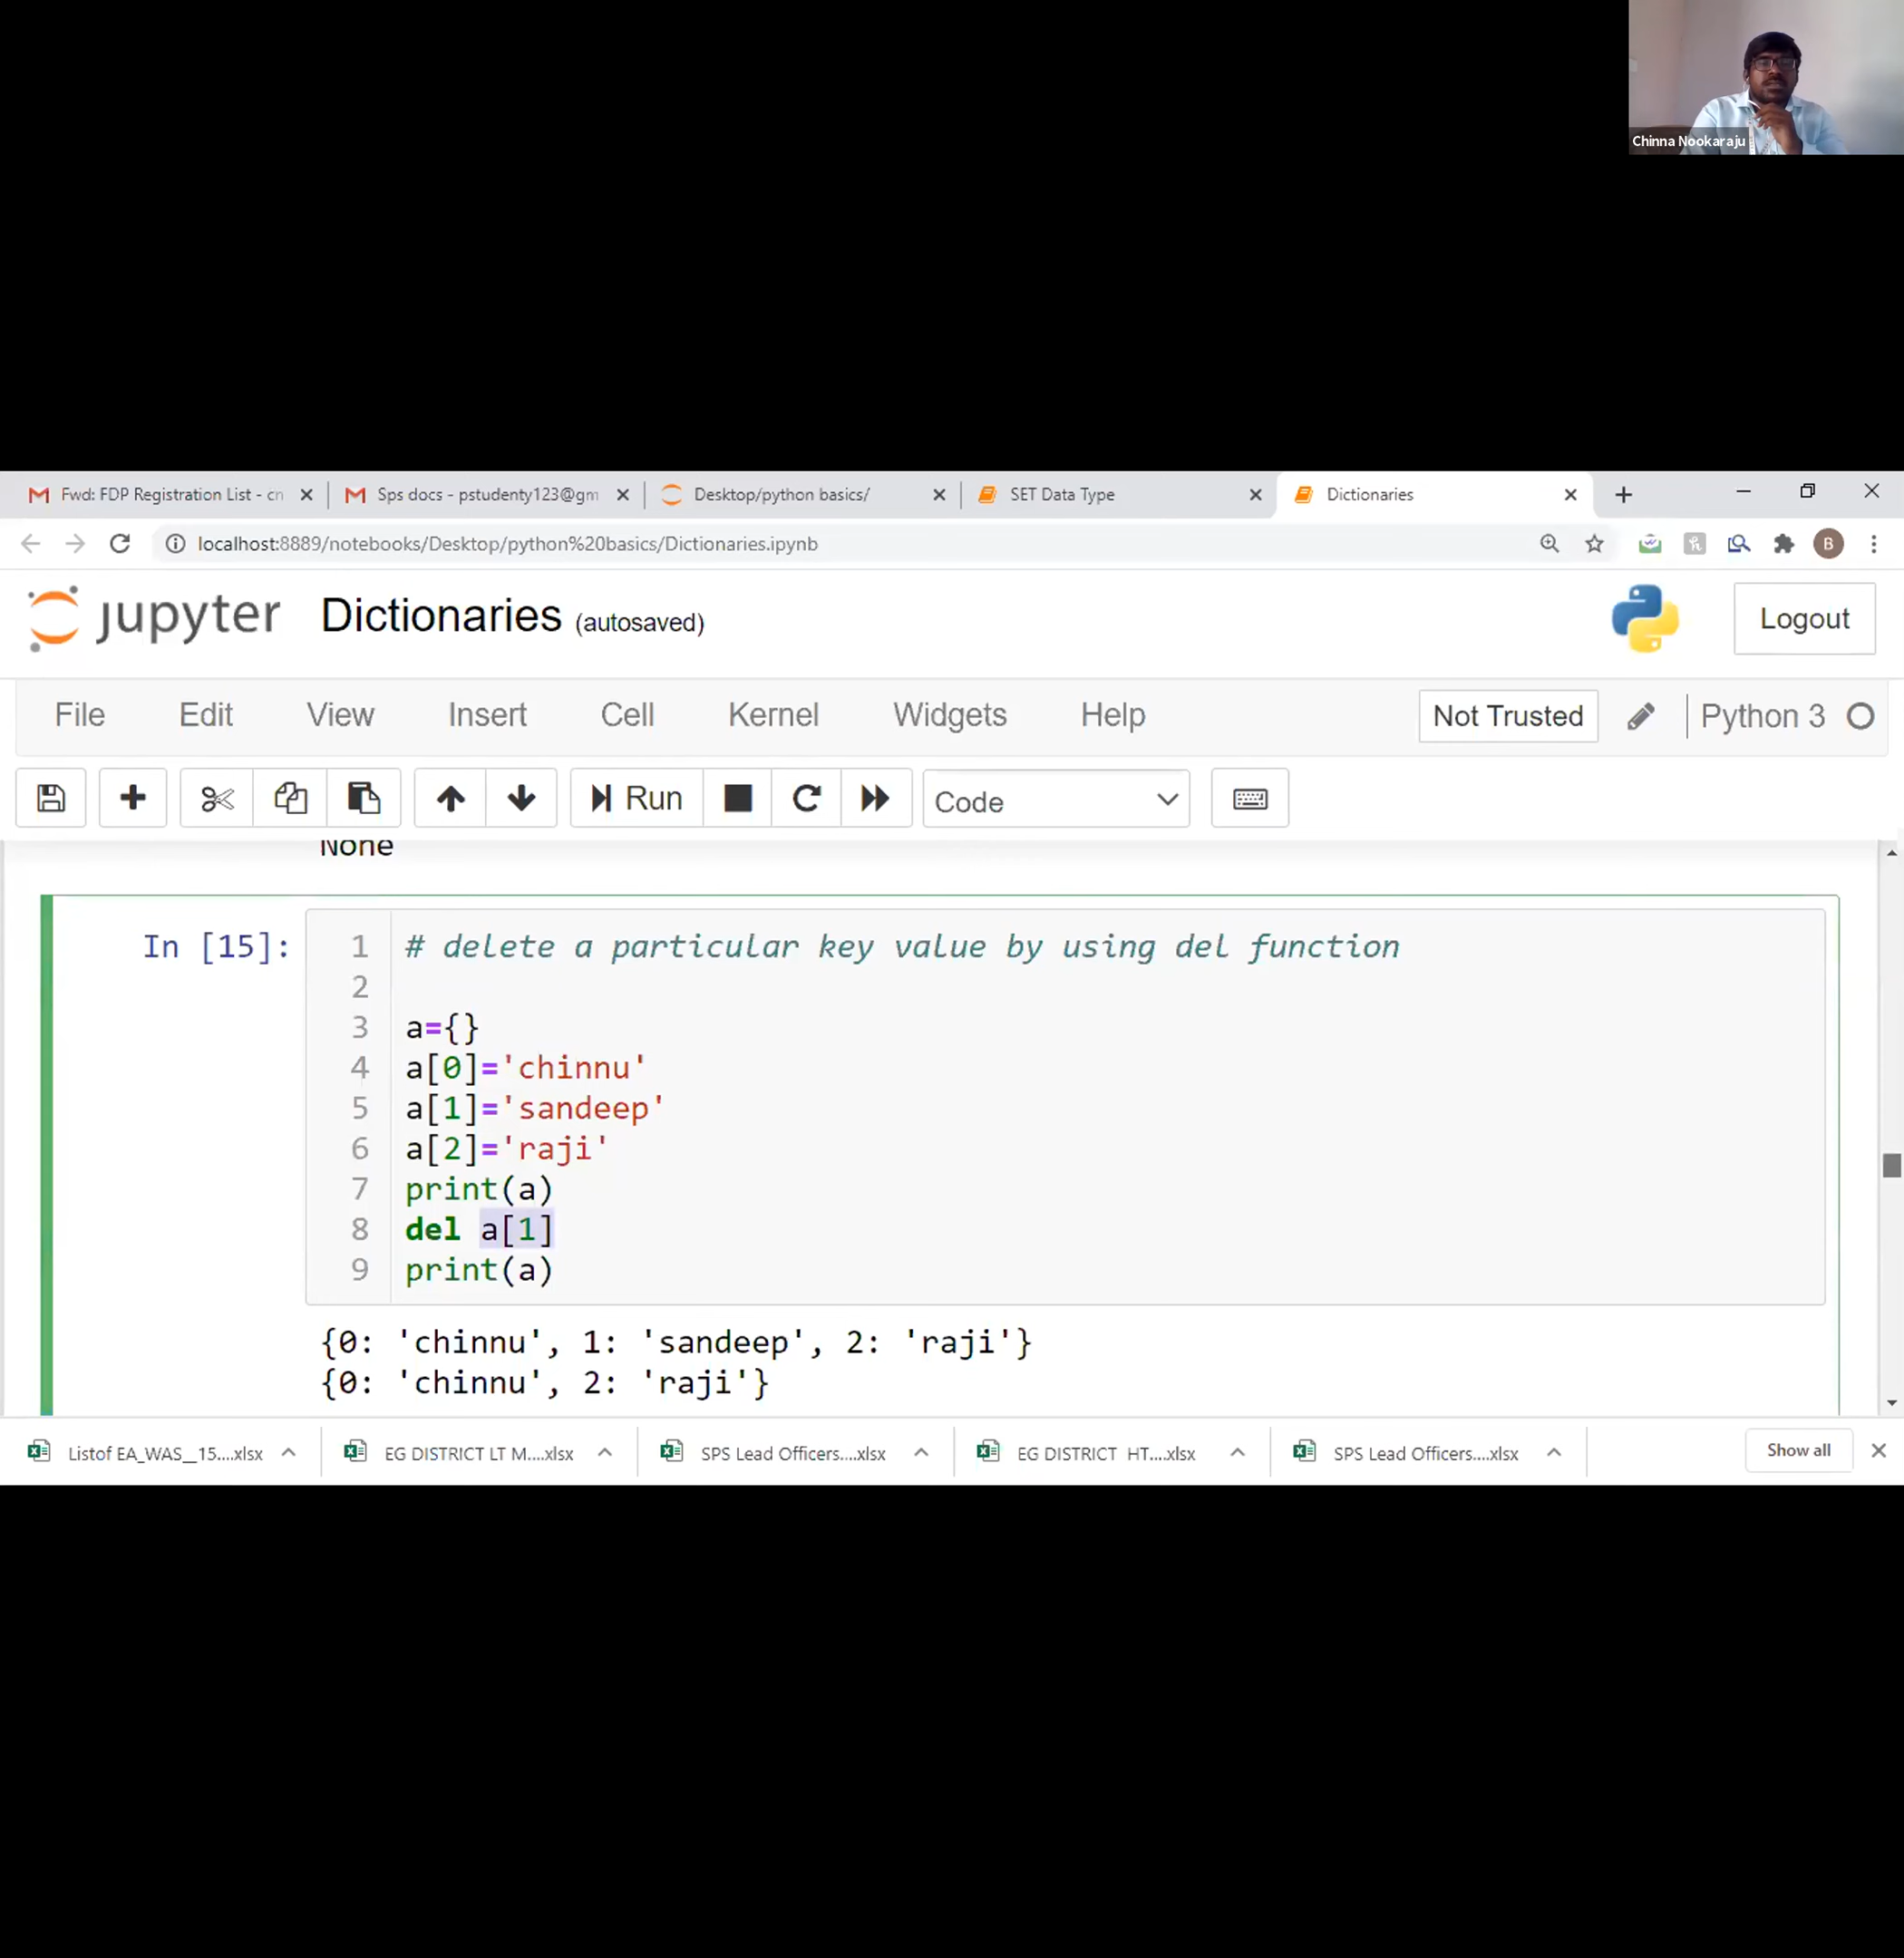 Chinna Nookaraju
Fwd: FDP Registration List - cn
Sps docs - pstudenty123@gm
Desktop/python basics/
SET Data Type
Dictionaries
localhost:8889/notebooks/Desktop/python%20basics/Dictionaries.ipynb
B
jupyter Dictionaries (autosaved)
Logout
File Edit View Insert Cell Kernel Widgets Help
Not Trusted
Python 3
Run
Code
None
In [15]:
1 # delete a particular key value by using del function
2
3 a={}
4 a[0]='chinnu'
5 a[1]='sandeep'
6 a[2]='raji'
7 print(a)
8 del a[1]
9 print(a)
{0: 'chinnu', 1: 'sandeep', 2: 'raji'}
{0: 'chinnu', 2: 'raji'}
Listof EA_WAS__15....xlsx
EG DISTRICT LT M....xlsx
SPS Lead Officers....xlsx
EG DISTRICT HT....xlsx
SPS Lead Officers....xlsx
Show all